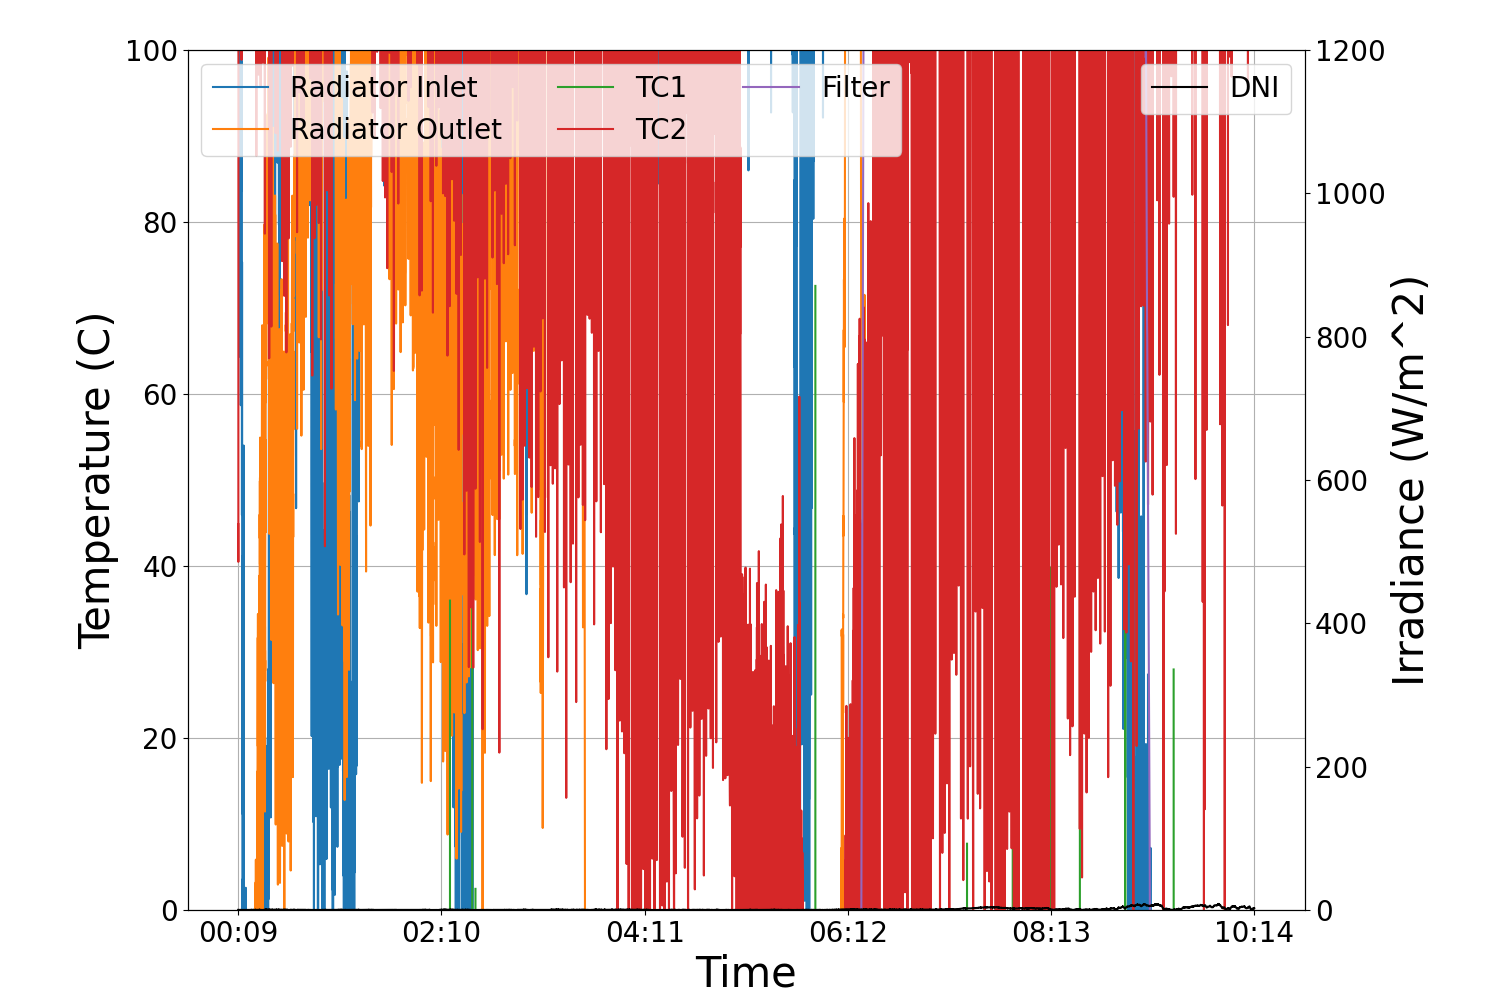 100 80 60 40 20 0
Temperature (C)
Radiator Inlet
Radiator Outlet
TC1
TC2
Filter
DNI
1200 1000 800 600 400 200 0
Irradiance (W/m^2)
00:09 02:10 04:11 06:12 08:13 10:14
Time